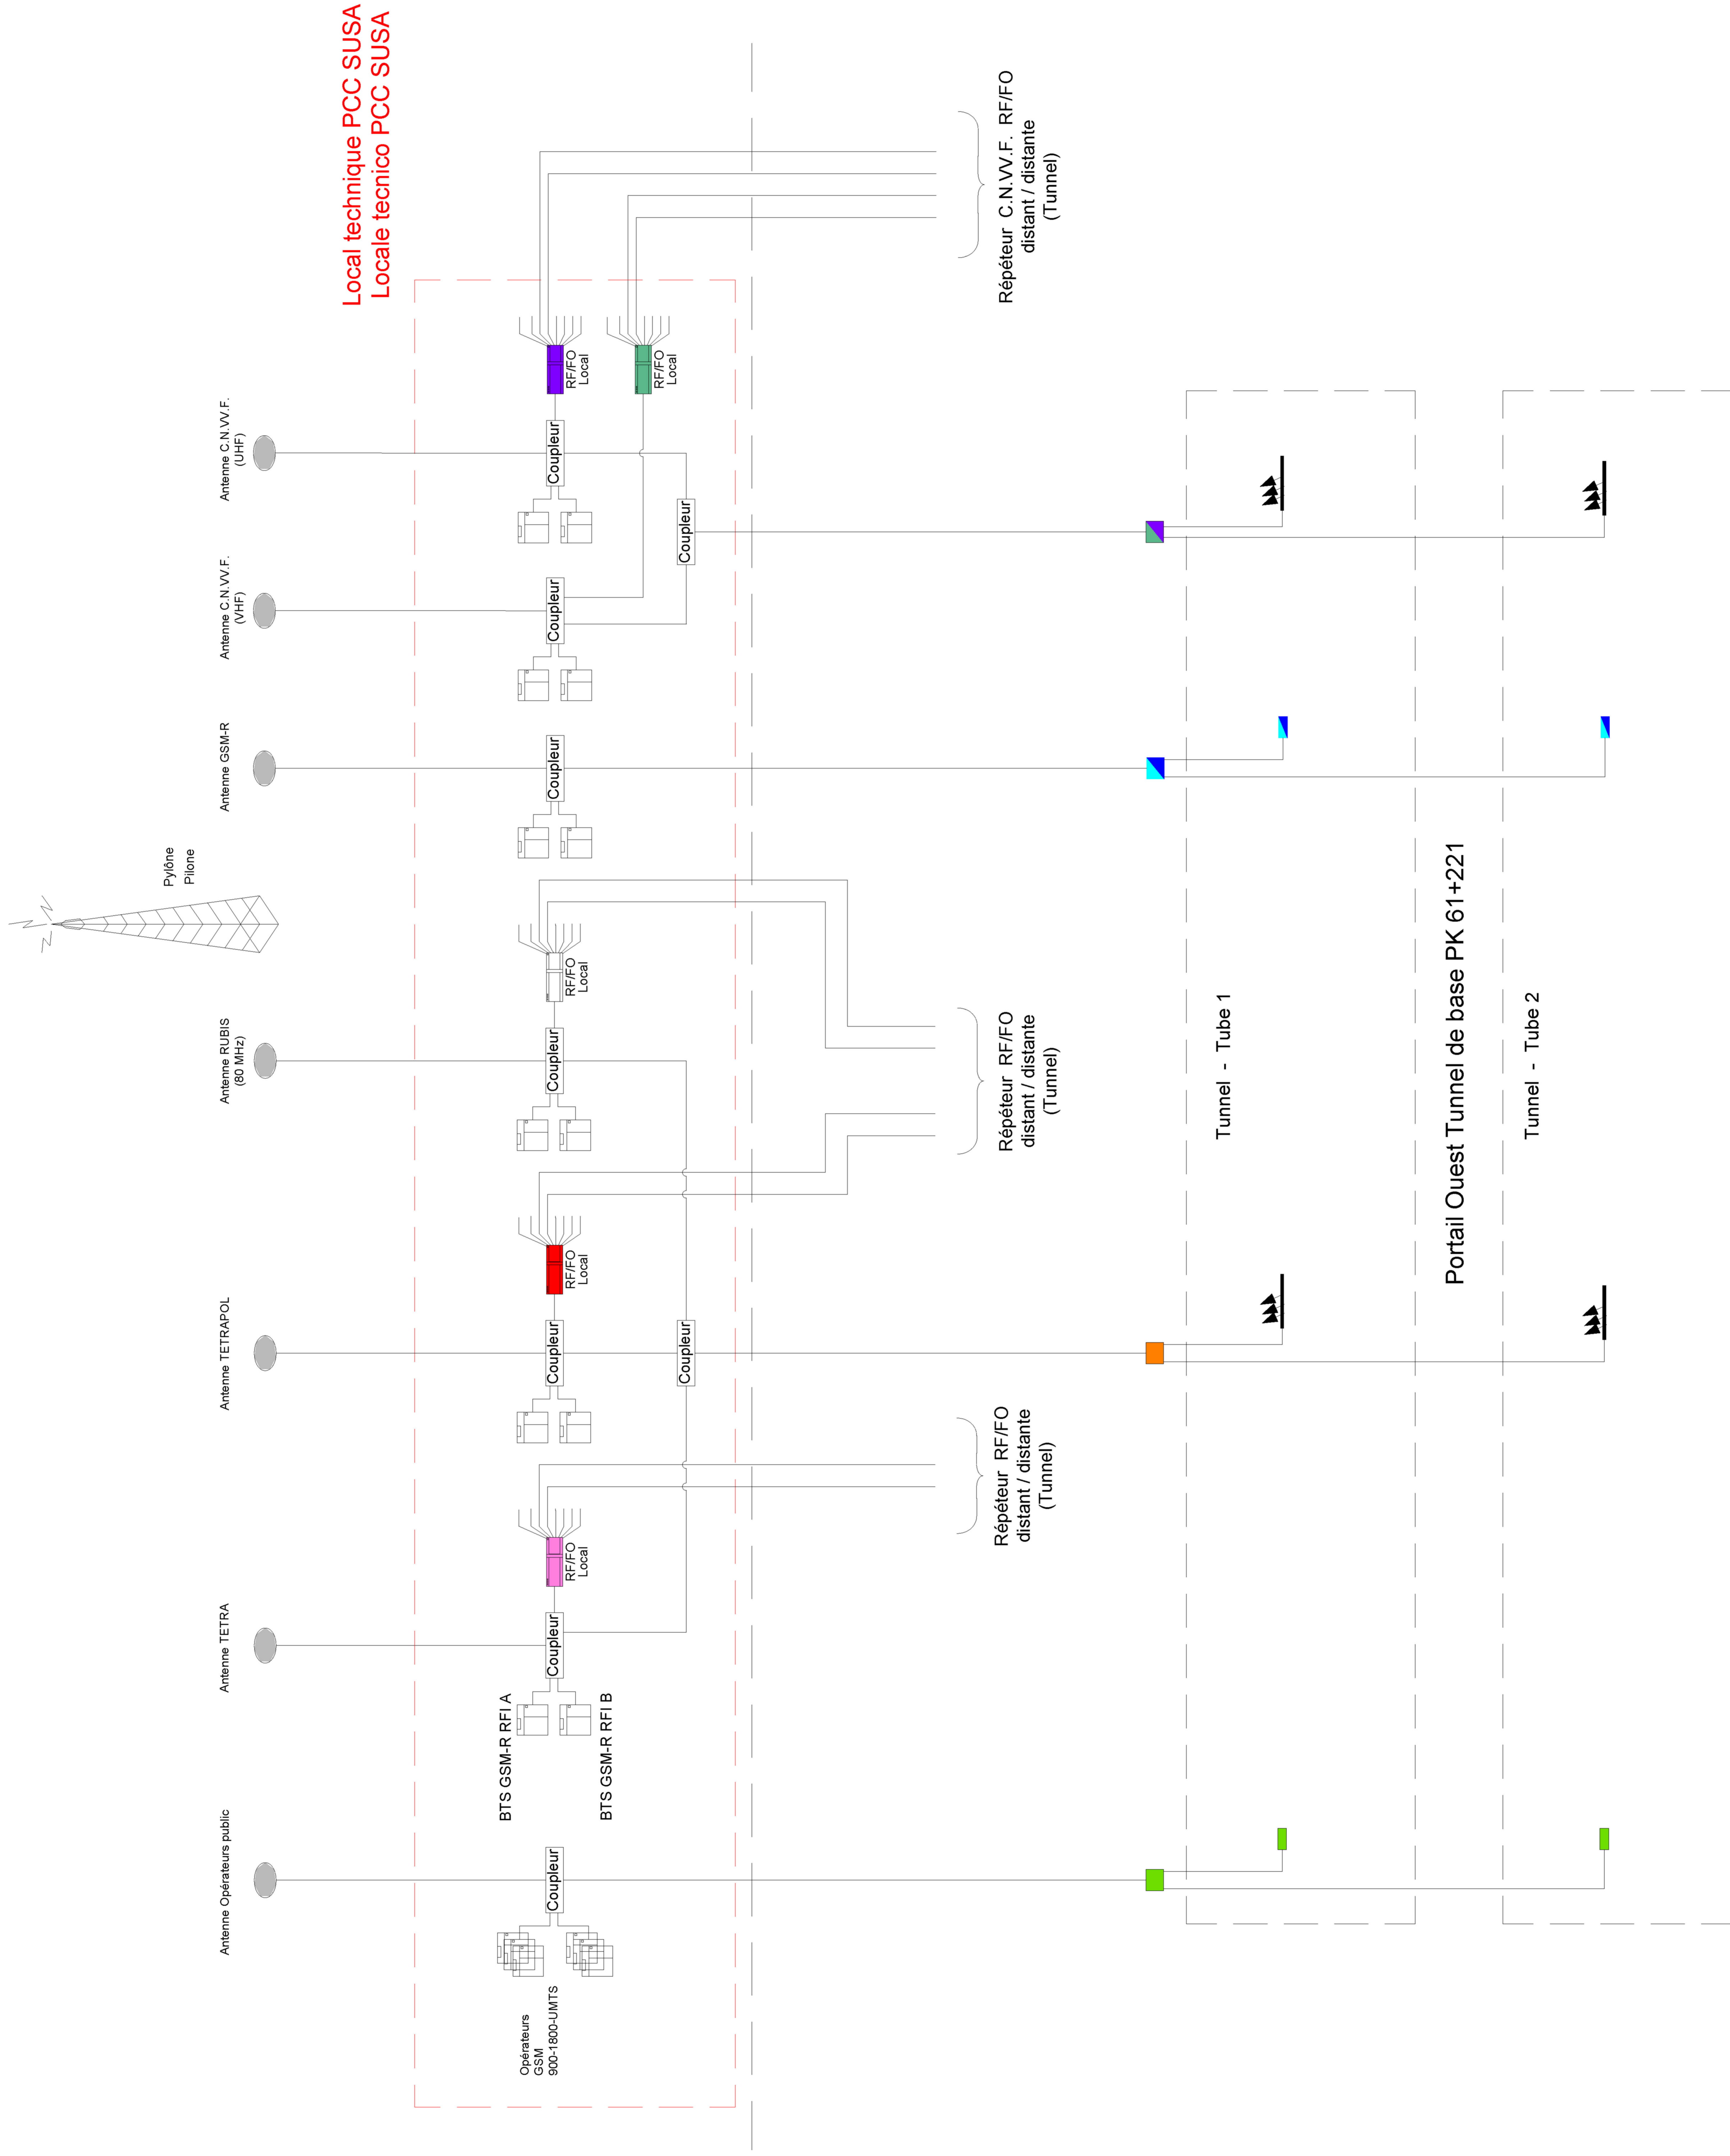 Local technique PCC SUSA
Locale tecnico PCC SUSA
Pylône
Pilone
Antenne Opérateurs public
Antenne TETRA
Antenne TETRAPOL
Antenne RUBIS
(80 MHz)
Antenne GSM-R
Antenne C.N.VV.F.
(VHF)
Antenne C.N.VV.F.
(UHF)
Opérateurs
GSM
900-1800-UMTS
Coupleur
BTS GSM-R RFI A
BTS GSM-R RFI B
Coupleur
RF/FO
Local
Coupleur
RF/FO
Local
Coupleur
RF/FO
Local
Coupleur
Coupleur
Coupleur
RF/FO
Local
RF/FO
Local
Coupleur
Coupleur
Répéteur RF/FO
distant / distante
(Tunnel)
Répéteur RF/FO
distant / distante
(Tunnel)
Répéteur C.N.VV.F. RF/FO
distant / distante
(Tunnel)
Tunnel - Tube 1
Portail Ouest Tunnel de base PK 61+221
Tunnel - Tube 2